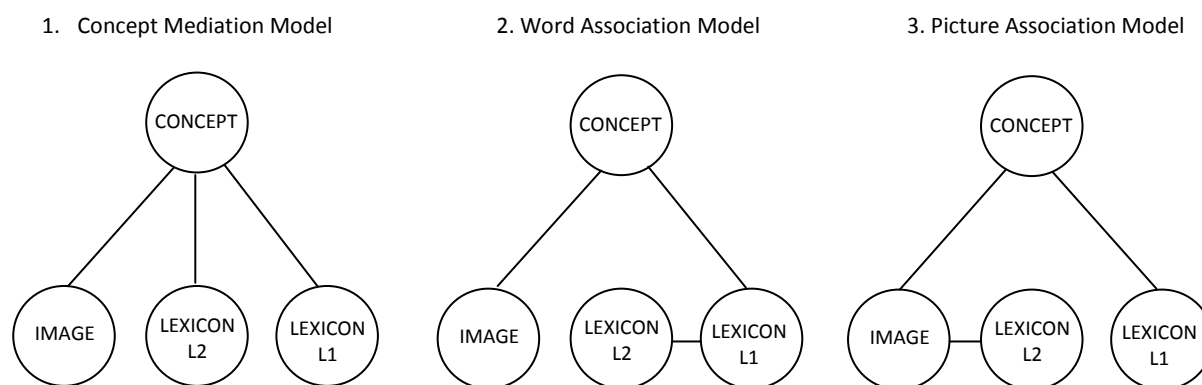 1. Concept Mediation Model
2. Word Association Model
3. Picture Association Model
CONCEPT
CONCEPT
CONCEPT
IMAGE
LEXICON
L2
LEXICON
L1
IMAGE
LEXICON
L2
LEXICON
L1
IMAGE
LEXICON
L2
LEXICON
L1